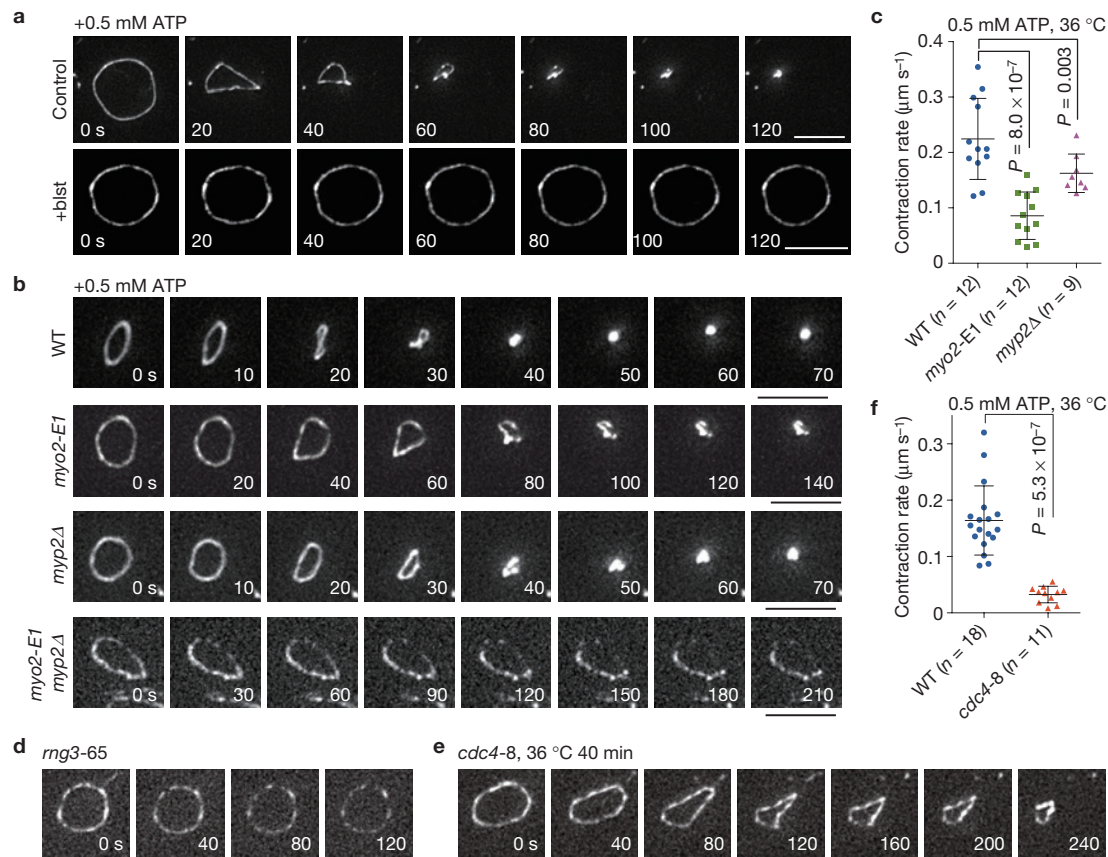 a
+0.5 mM ATP
Control
0 s 20 40 60 80 100 120
+blst
0 s 20 40 60 80 100 120
b
+0.5 mM ATP
WT
0 s 10 20 30 40 50 60 70
myo2-E1
0 s 20 40 60 80 100 120 140
myp2Δ
0 s 10 20 30 40 50 60 70
myo2-E1
myp2Δ
0 s 30 60 90 120 150 180 210
c
0.5 mM ATP, 36 °C
Contraction rate (μm s⁻¹)
0.4
0.3
0.2
0.1
0
P = 8.0 × 10⁻⁷
P = 0.003
WT (n = 12)
myo2-E1 (n = 12)
myp2Δ (n = 9)
f
0.5 mM ATP, 36 °C
Contraction rate (μm s⁻¹)
0.3
0.2
0.1
0
P = 5.3 × 10⁻⁷
WT (n = 18)
cdc4-8 (n = 11)
d
rng3-65
0 s 40 80 120
e
cdc4-8, 36 °C 40 min
0 s 40 80 120 160 200 240